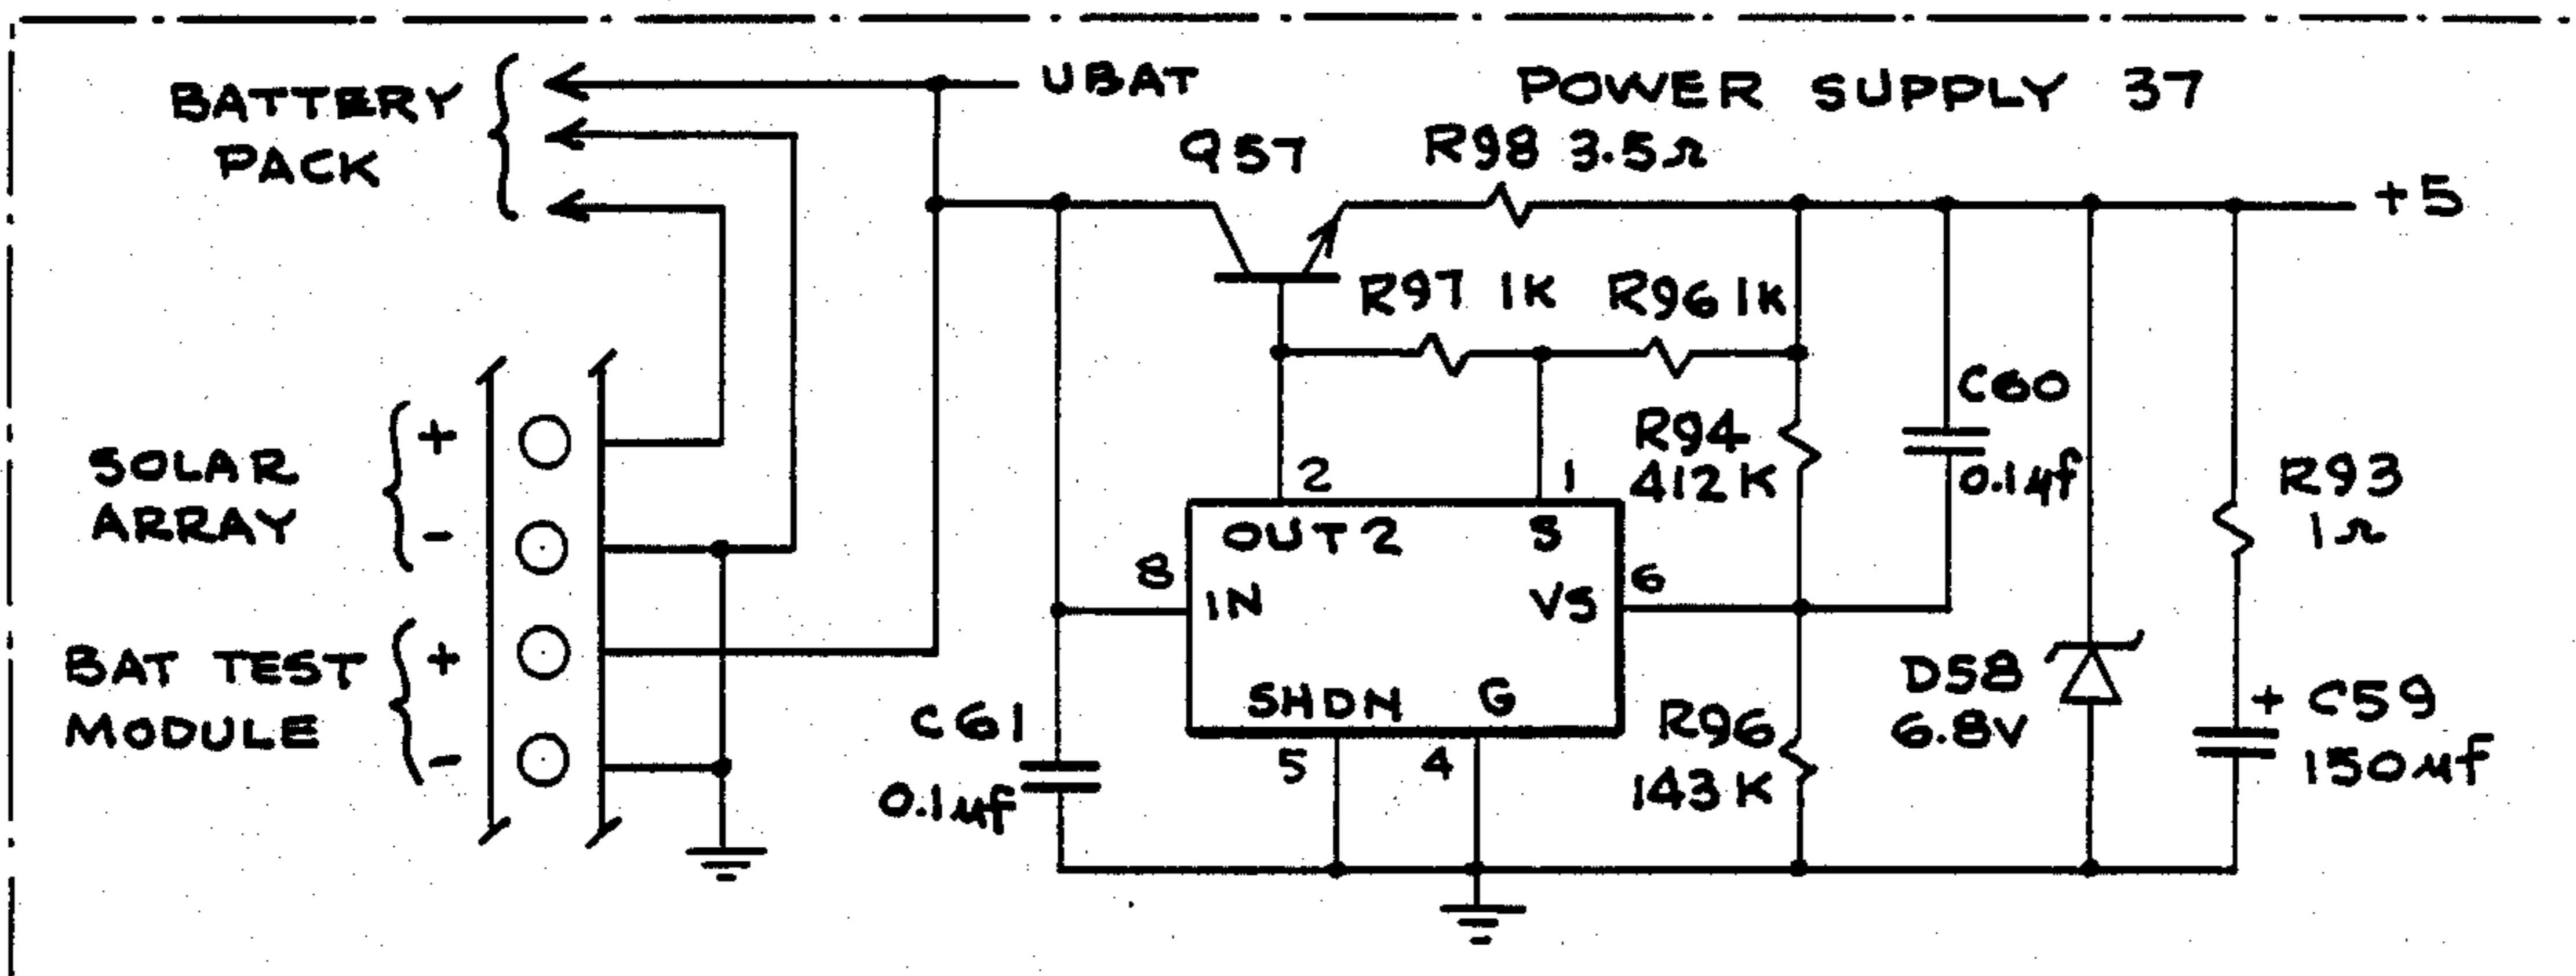 BATTERY
PACK
UBAT
POWER SUPPLY 37
Q57
R98 3.5Ω
+5
R97 1K
R96 1K
C60
0.1µf
R94
412K
R93
1Ω
SOLAR
ARRAY
+
-
2
1
OUT2
S
8
IN
VS
6
BAT TEST
MODULE
+
-
SHDN
G
5
4
C61
0.1µf
R96
143K
D58
6.8V
+ C59
150µf